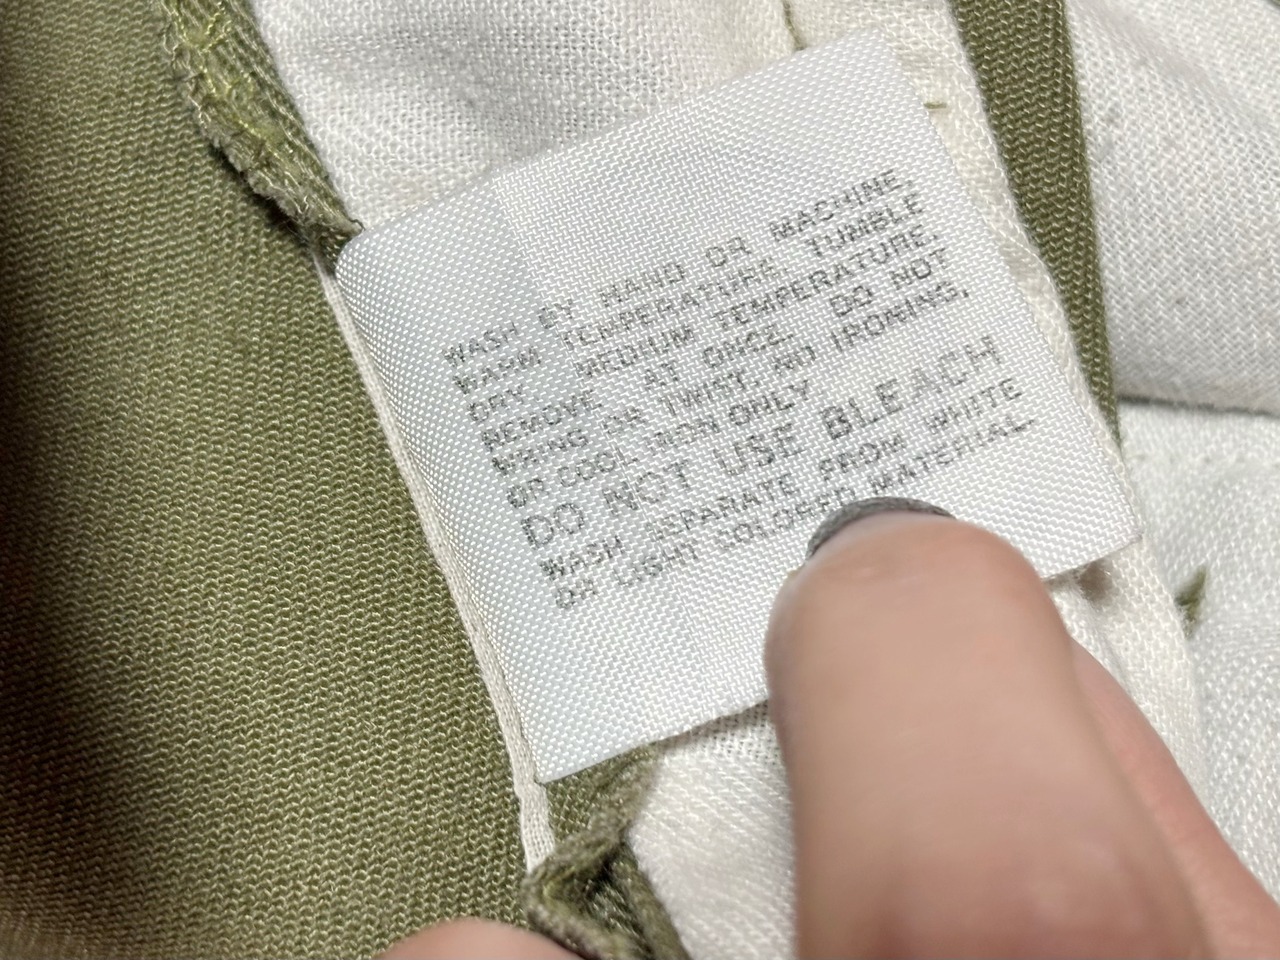 WASH BY HAND OR MACHINE,
WARM TEMPERATURE, TUMBLE
DRY MEDIUM TEMPERATURE.
REMOVE AT ONCE. DO NOT
WRING OR TWIST. NO IRONING,
OR COOL IRON ONLY
DO NOT USE BLEACH
WASH SEPARATE FROM WHITE
OR LIGHT COLORED MATERIAL.